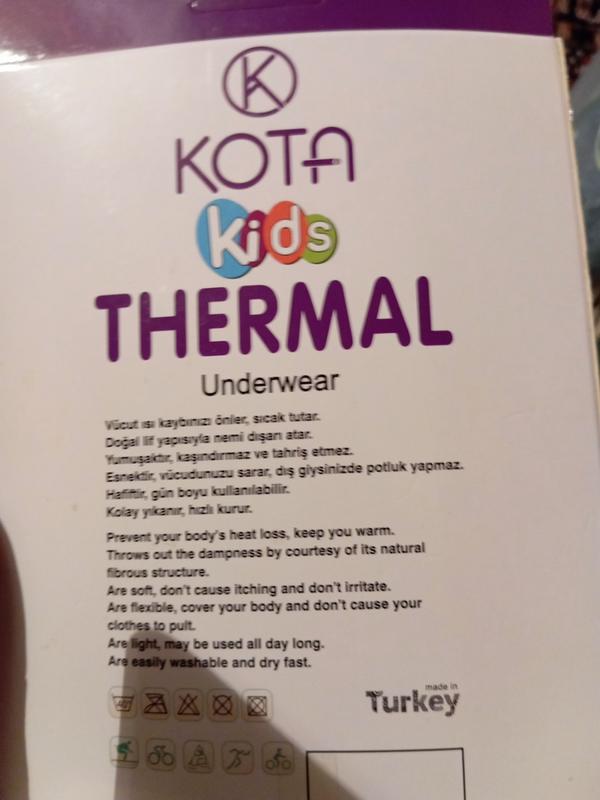 K
KOTA
kids
THERMAL
Underwear
Vücut ısı kaybınızı önler, sıcak tutar.
Doğal lif yapısıyla nemi dışarı atar.
Yumuşaktır, kaşındırmaz ve tahriş etmez.
Esnektir, vücudunuzu sarar, dış giysinizde potluk yapmaz.
Hafiftir, gün boyu kullanılabilir.
Kolay yıkanır, hızlı kurur.
Prevent your body's heat loss, keep you warm.
Throws out the dampness by courtesy of its natural
fibrous structure.
Are soft, don't cause itching and don't irritate.
Are flexible, cover your body and don't cause your
clothes to pult.
Are light, may be used all day long.
Are easily washable and dry fast.
40°
made in
Turkey